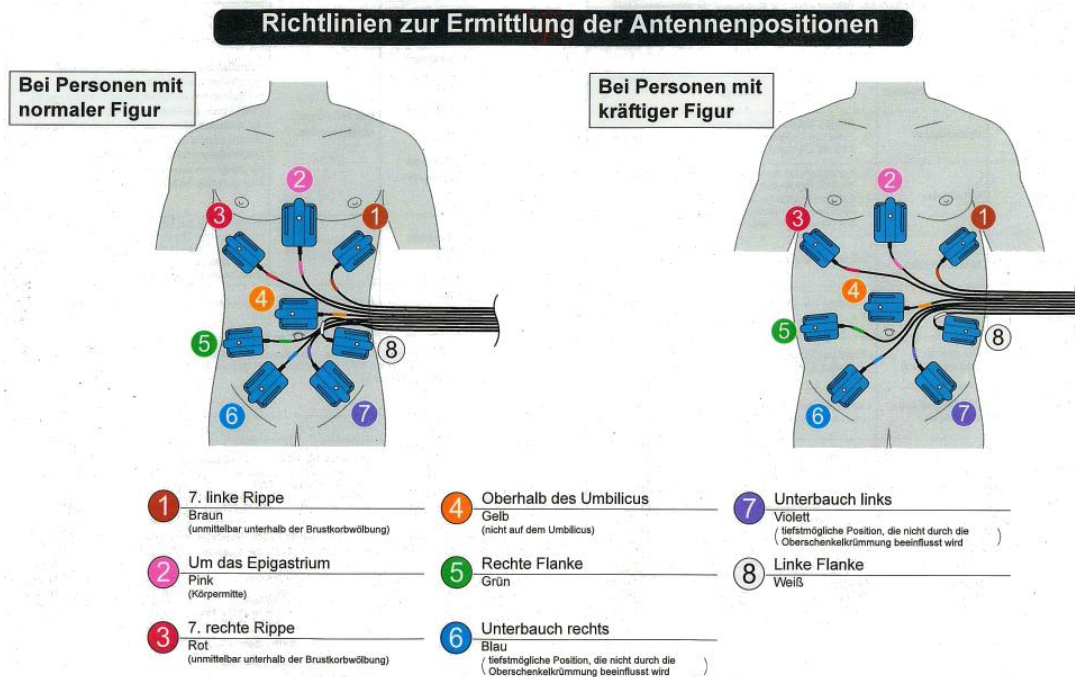 Richtlinien zur Ermittlung der Antennenpositionen
Bei Personen mit
normaler Figur
2
3
1
4
5
8
6
7
Bei Personen mit
kräftiger Figur
2
3
1
4
5
8
6
7
1 7. linke Rippe
Braun
(unmittelbar unterhalb der Brustkorbwölbung)
2 Um das Epigastrium
Pink
(Körpermitte)
3 7. rechte Rippe
Rot
(unmittelbar unterhalb der Brustkorbwölbung)
4 Oberhalb des Umbilicus
Gelb
(nicht auf dem Umbilicus)
5 Rechte Flanke
Grün
6 Unterbauch rechts
Blau
( tiefstmögliche Position, die nicht durch die
Oberschenkelkrümmung beeinflusst wird )
7 Unterbauch links
Violett
( tiefstmögliche Position, die nicht durch die
Oberschenkelkrümmung beeinflusst wird )
8 Linke Flanke
Weiß